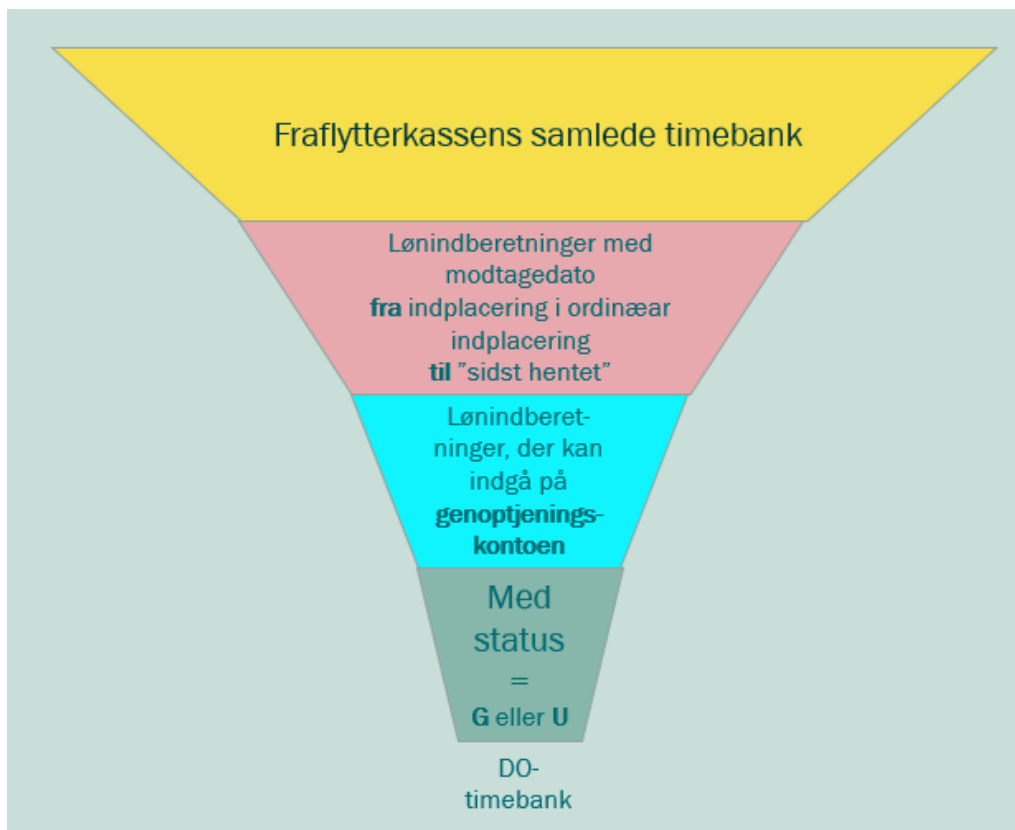 Fraflytterkassens samlede timebank
Lønindberetninger med
modtagedato
fra indplacering i ordinæar
indplacering
til ”sidst hentet”
Lønindberet-
ninger, der kan
indgå på
genoptjenings-
kontoen
Med
status
=
G eller U
DO-
timebank